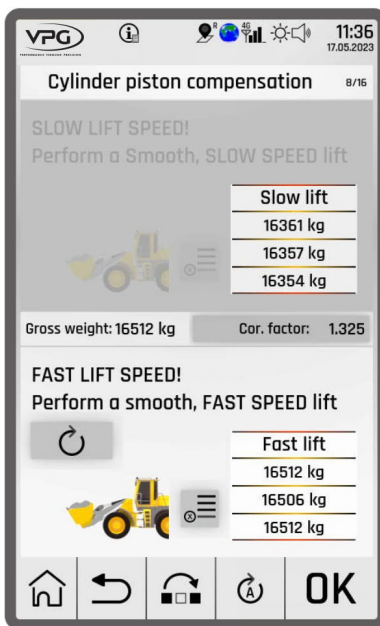 VPG
R
4G
11:36
17.05.2023
Cylinder piston compensation 8/16
SLOW LIFT SPEED!
Perform a Smooth, SLOW SPEED lift
Slow lift
16361 kg
16357 kg
16354 kg
Gross weight: 16512 kg
Cor. factor: 1.325
FAST LIFT SPEED!
Perform a smooth, FAST SPEED lift
Fast lift
16512 kg
16506 kg
16512 kg
A
OK